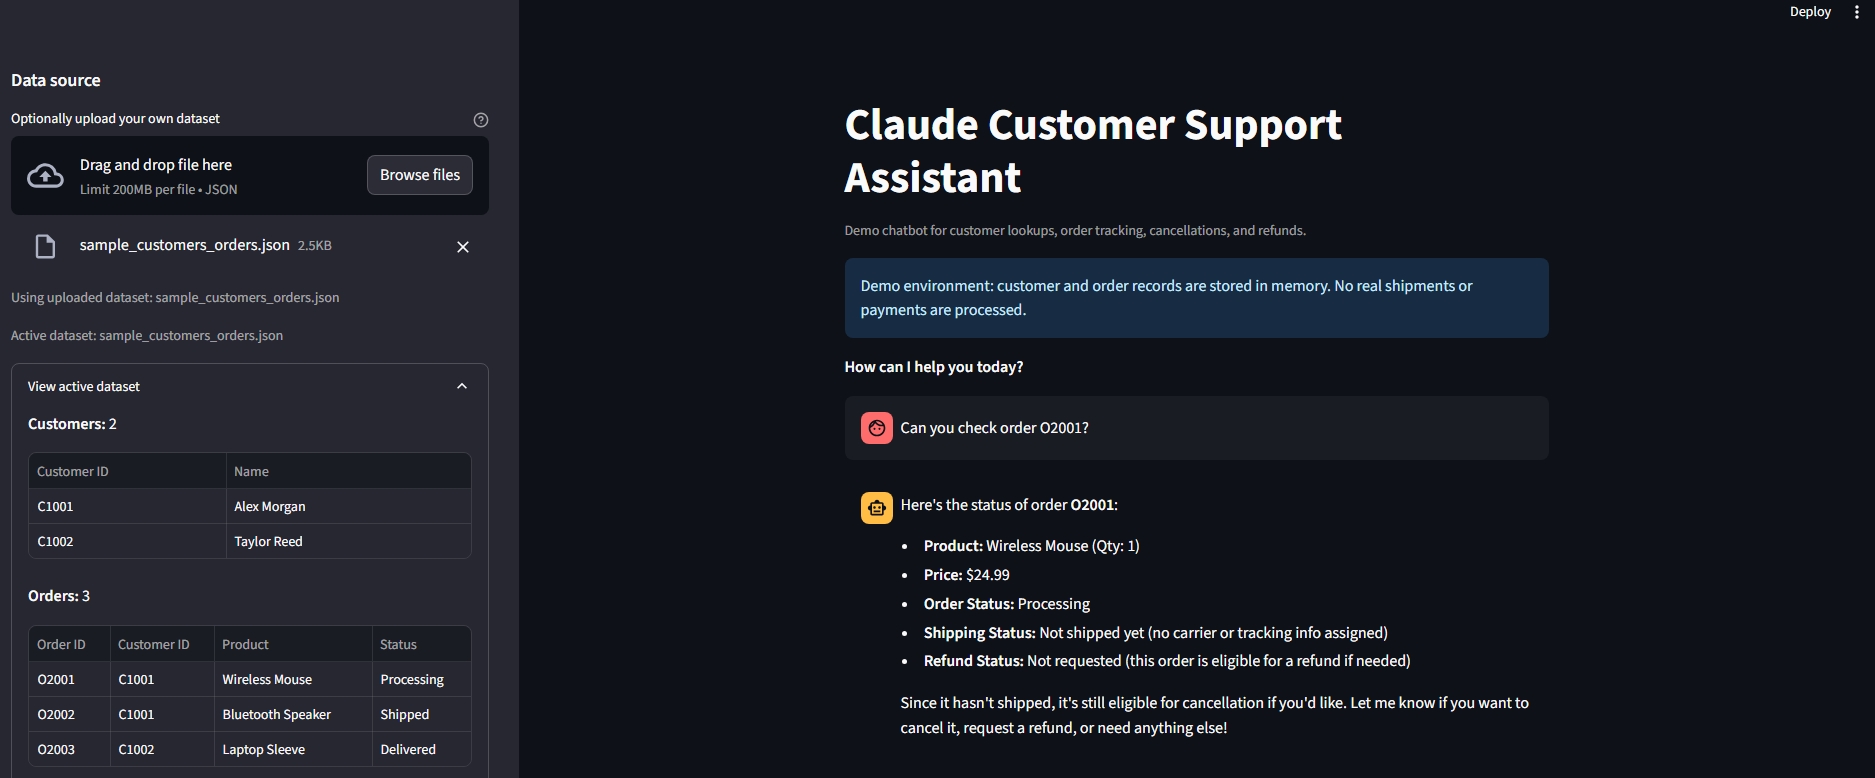 Deploy
Data source
Optionally upload your own dataset
Drag and drop file here
Limit 200MB per file • JSON
Browse files
sample_customers_orders.json 2.5KB
Using uploaded dataset: sample_customers_orders.json
Active dataset: sample_customers_orders.json
View active dataset
Customers: 2
Customer ID Name
C1001 Alex Morgan
C1002 Taylor Reed
Orders: 3
Order ID Customer ID Product Status
O2001 C1001 Wireless Mouse Processing
O2002 C1001 Bluetooth Speaker Shipped
O2003 C1002 Laptop Sleeve Delivered
Claude Customer Support
Assistant
Demo chatbot for customer lookups, order tracking, cancellations, and refunds.
Demo environment: customer and order records are stored in memory. No real shipments or
payments are processed.
How can I help you today?
Can you check order O2001?
Here's the status of order O2001:
• Product: Wireless Mouse (Qty: 1)
• Price: $24.99
• Order Status: Processing
• Shipping Status: Not shipped yet (no carrier or tracking info assigned)
• Refund Status: Not requested (this order is eligible for a refund if needed)
Since it hasn't shipped, it's still eligible for cancellation if you'd like. Let me know if you want to
cancel it, request a refund, or need anything else!